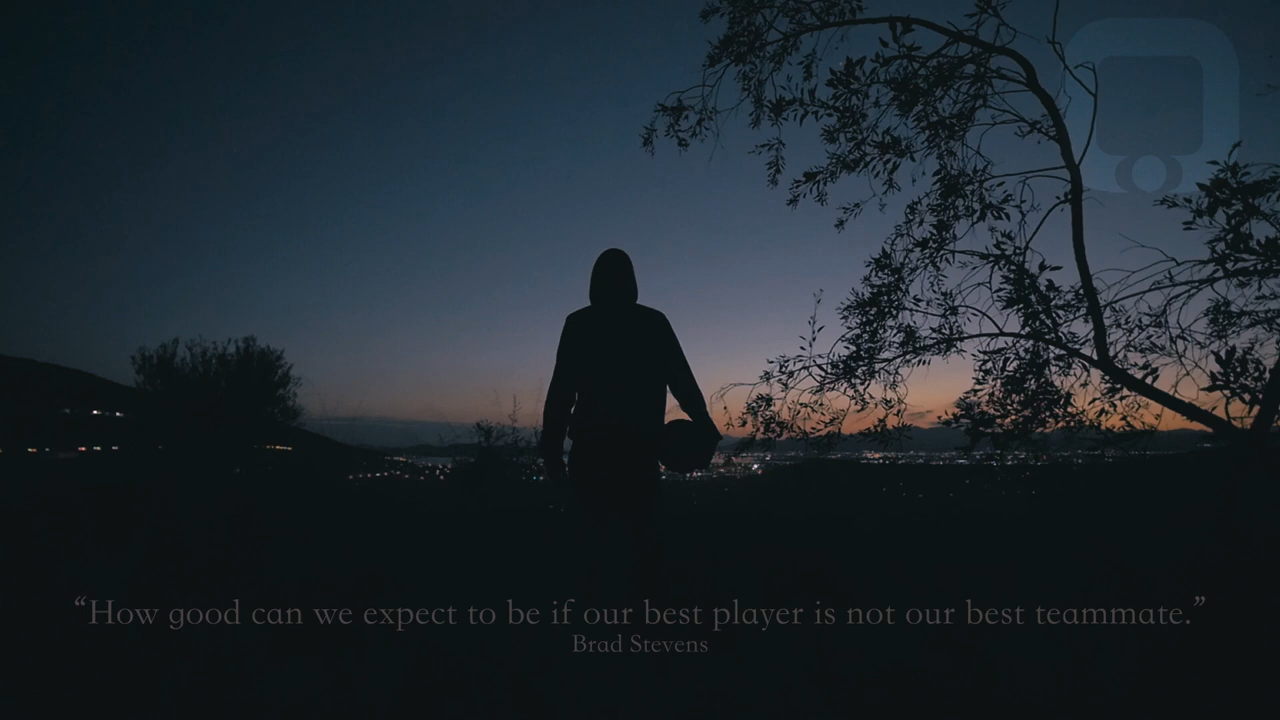 “How good can we expect to be if our best player is not our best teammate.”
Brad Stevens